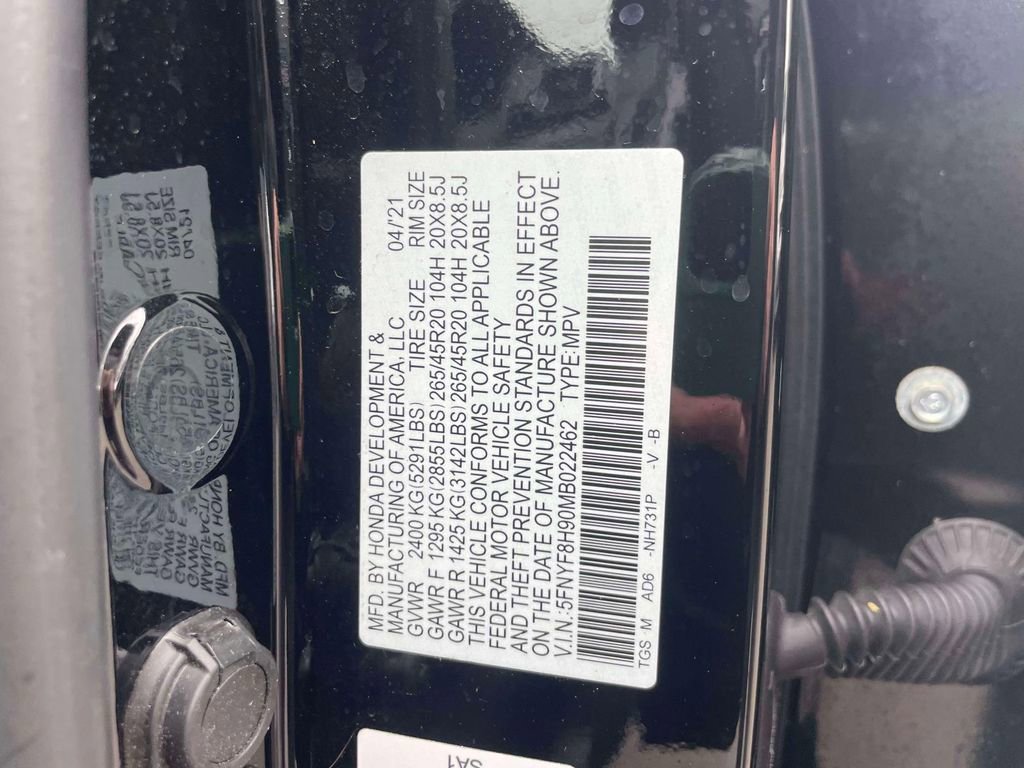 MFD. BY HONDA DEVELOPMENT &
MANUFACTURING OF AMERICA, LLC 04/21
GVWR 2400 KG(5291LBS) TIRE SIZE RIM SIZE
GAWR F 1295 KG(2855LBS) 265/45R20 104H 20X8.5J
GAWR R 1425 KG(3142LBS) 265/45R20 104H 20X8.5J
THIS VEHICLE CONFORMS TO ALL APPLICABLE
FEDERAL MOTOR VEHICLE SAFETY
AND THEFT PREVENTION STANDARDS IN EFFECT
ON THE DATE OF MANUFACTURE SHOWN ABOVE.
V.I.N.:5FNYF8H90MB022462 TYPE:MPV
TGS -M AD6 -NH731P -V -B
SA1